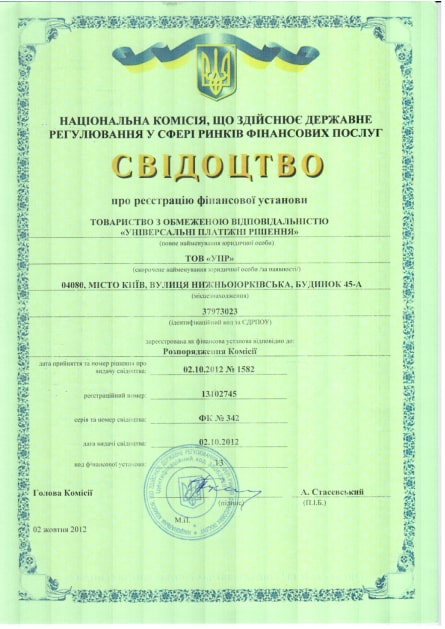 НАЦІОНАЛЬНА КОМІСІЯ, ЩО ЗДІЙСНЮЄ ДЕРЖАВНЕ
РЕГУЛЮВАННЯ У СФЕРІ РИНКІВ ФІНАНСОВИХ ПОСЛУГ
СВІДОЦТВО
про реєстрацію фінансової установи
ТОВАРИСТВО З ОБМЕЖЕНОЮ ВІДПОВІДАЛЬНІСТЮ
«УНІВЕРСАЛЬНІ ПЛАТІЖНІ РІШЕННЯ»
(повне найменування юридичної особи)
ТОВ «УПР»
(скорочене найменування юридичної особи /за наявності/)
04080, МІСТО КИЇВ, ВУЛИЦЯ НИЖНЬОЮРКІВСЬКА, БУДИНОК 45-А
(місцезнаходження)
37973023
(ідентифікаційний код за ЄДРПОУ)
зареєстрована як фінансова установа відповідно до:
Розпорядження Комісії
дата прийняття та номер рішення про
видачу свідоцтва: 02.10.2012 № 1582
реєстраційний номер: 13102745
серія та номер свідоцтва: ФК № 342
дата видачі свідоцтва: 02.10.2012
вид фінансової установи: 13
Голова Комісії А. Стасевський
(підпис) (П.І.Б.)
М.П.
02 жовтня 2012